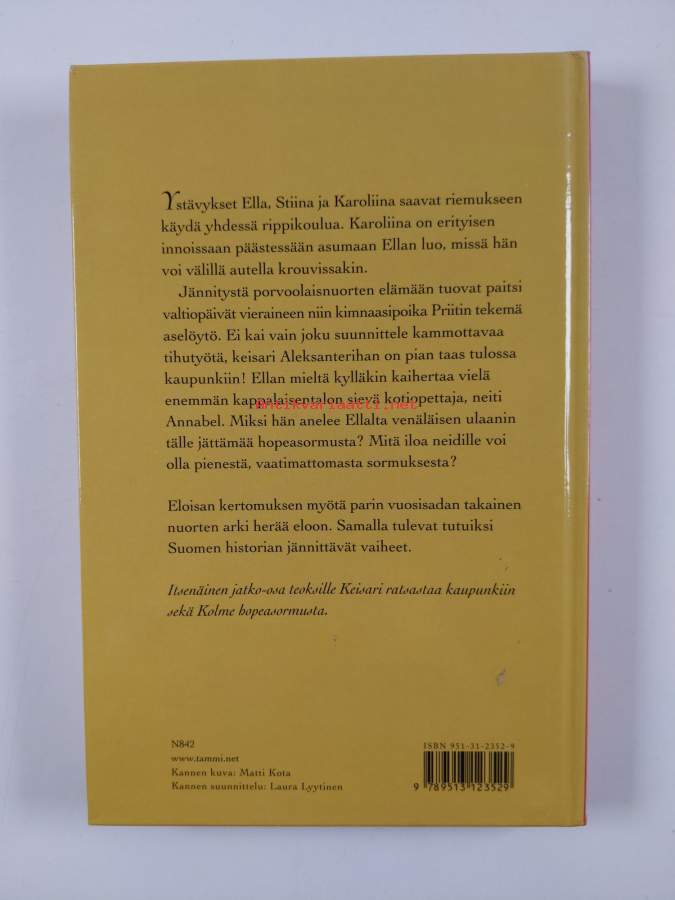 Ystävykset Ella, Stiina ja Karoliina saavat riemukseen
käydä yhdessä rippikoulua. Karoliina on erityisen
innoissaan päästessään asumaan Ellan luo, missä hän
voi välillä autella krouvissakin.
Jännitystä porvoolaisnuorten elämään tuovat paitsi
valtiopäivät vieraineen niin kimnaasipoika Priitin tekemä
aselöytö. Ei kai vain joku suunnittele kammottavaa
tihutyötä, keisari Aleksanterihan on pian taas tulossa
kaupunkiin! Ellan mieltä kylläkin kaihertaa vielä
enemmän kappalaisentalon sievä kotiopettaja, neiti
Antikvariaatti.net
Annabel. Miksi hän anelee Ellalta venäläisen ulaanin
tälle jättämää hopeasormusta? Mitä iloa neidille voi
olla pienestä, vaatimattomasta sormuksesta?
Eloisan kertomuksen myötä parin vuosisadan takainen
nuorten arki herää eloon. Samalla tulevat tutuiksi
Suomen historian jännittävät vaiheet.
Itsenäinen jatko-osa teoksille Keisari ratsastaa kaupunkiin
sekä Kolme hopeasormusta.
N842
www.tammi.net
Kannen kuva: Matti Kota
Kannen suunnittelu: Laura Lyytinen
ISBN 951-31-2352-9
9 789513 123529